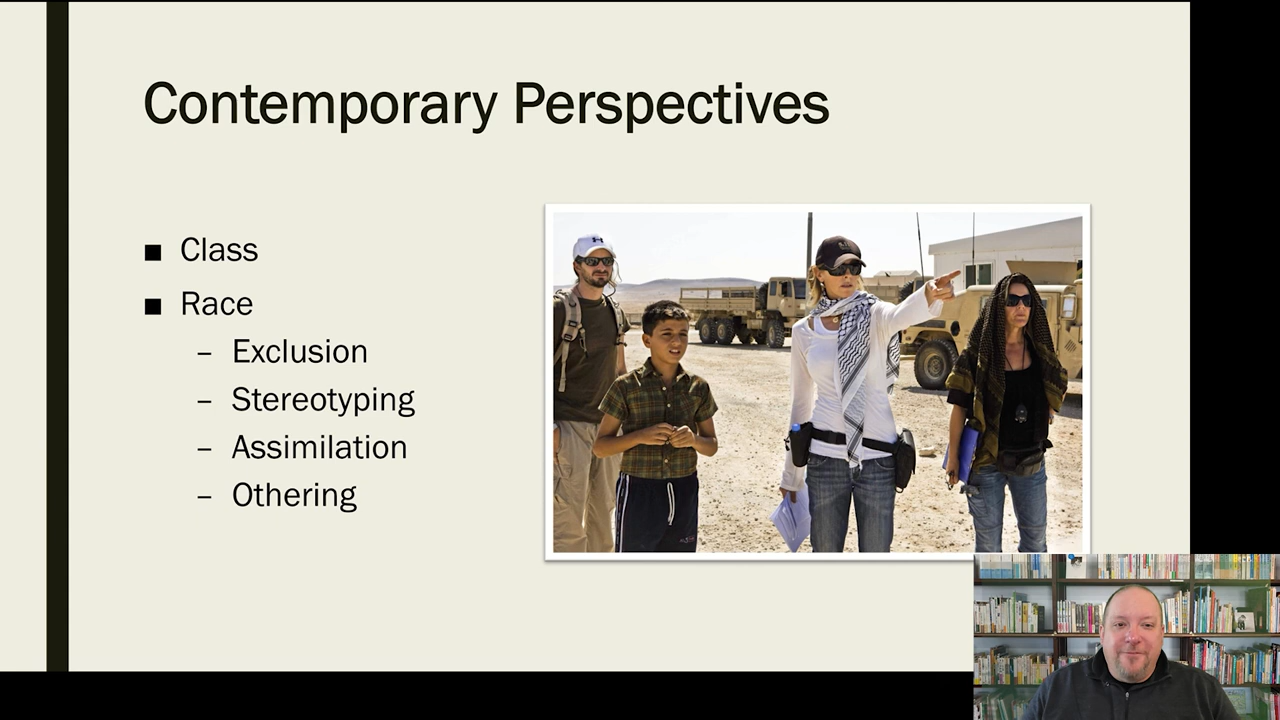 Contemporary Perspectives
■ Class
■ Race
– Exclusion
– Stereotyping
– Assimilation
– Othering